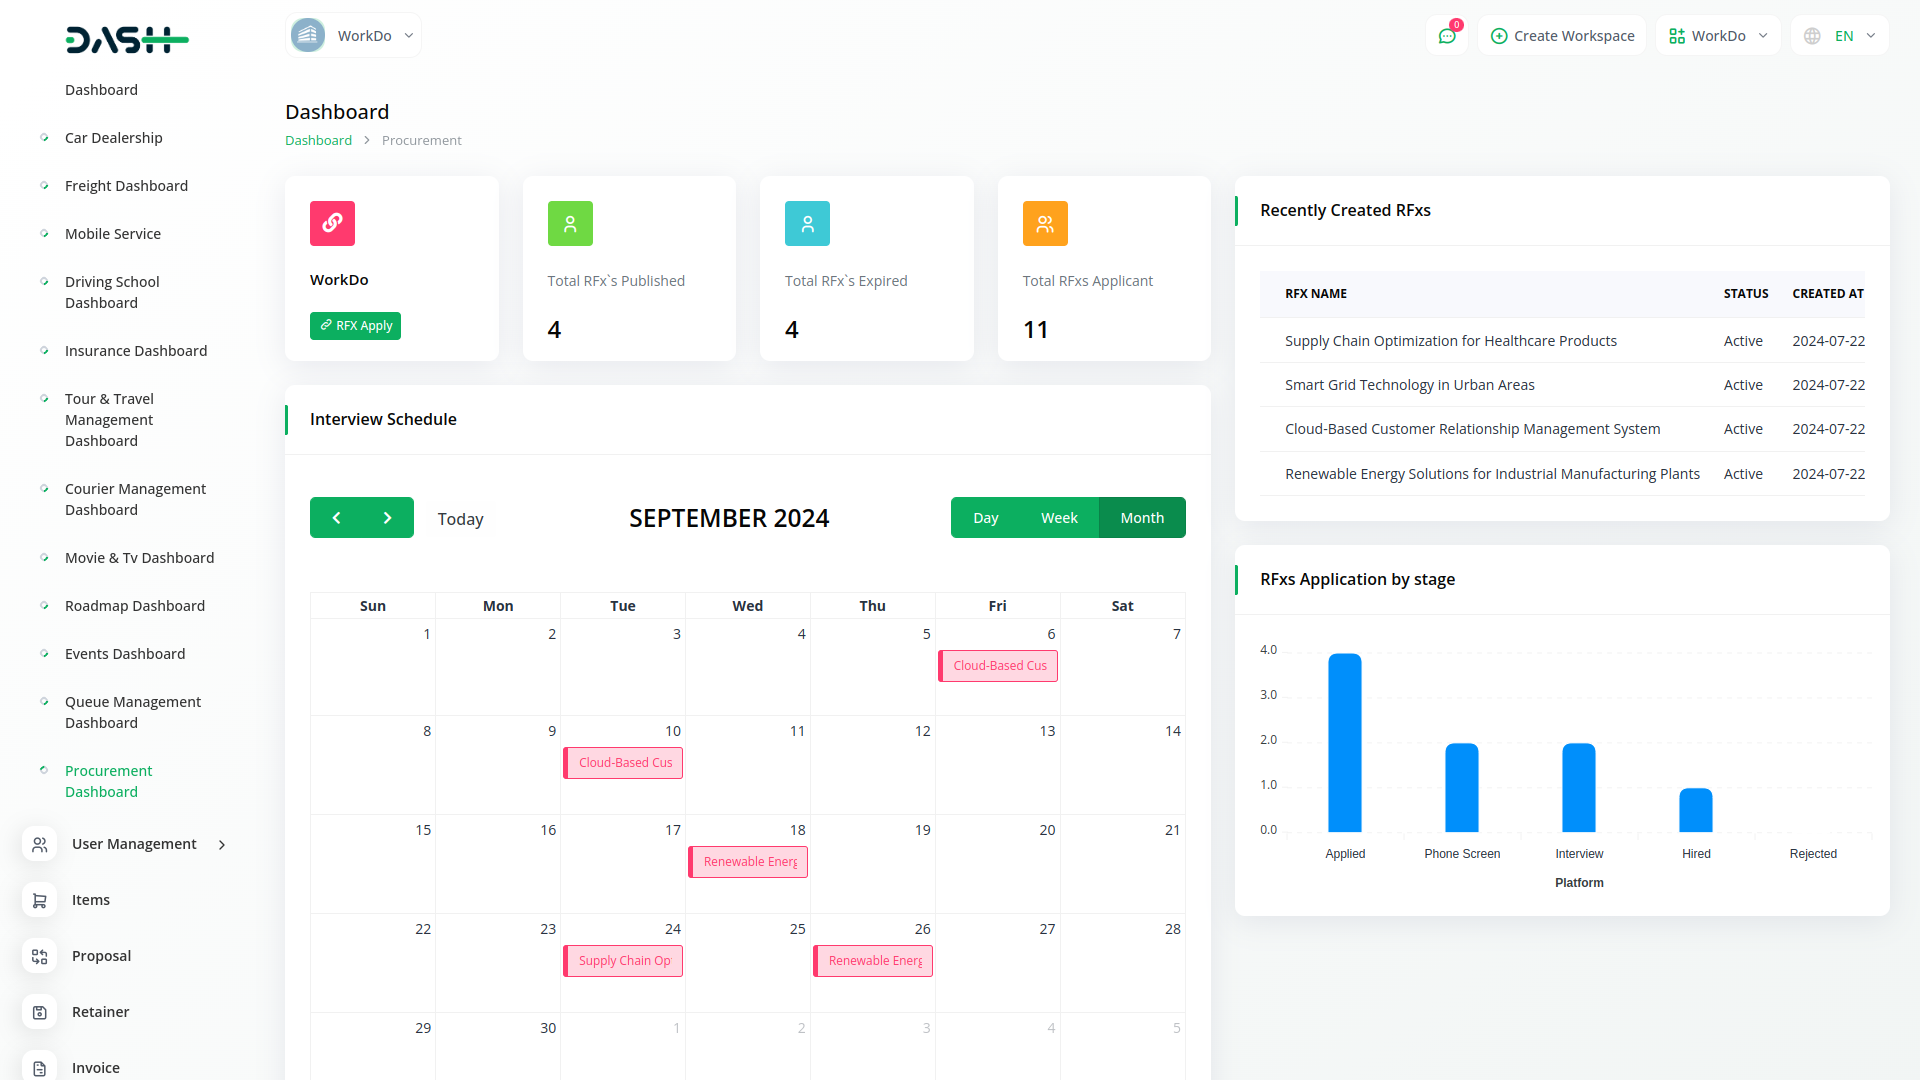 DASH
Dashboard
Car Dealership
Freight Dashboard
Mobile Service
Driving School
Dashboard
Insurance Dashboard
Tour & Travel
Management
Dashboard
Courier Management
Dashboard
Movie & Tv Dashboard
Roadmap Dashboard
Events Dashboard
Queue Management
Dashboard
Procurement
Dashboard
User Management
Items
Proposal
Retainer
Invoice
WorkDo
0
Create Workspace
WorkDo
EN
Dashboard
Dashboard > Procurement
WorkDo
RFX Apply
Total RFx`s Published
4
Total RFx`s Expired
4
Total RFxs Applicant
11
Interview Schedule
Today
SEPTEMBER 2024
Day Week Month
Sun Mon Tue Wed Thu Fri Sat
1 2 3 4 5 6 7
Cloud-Based Cus
8 9 10 11 12 13 14
Cloud-Based Cus
15 16 17 18 19 20 21
Renewable Energ
22 23 24 25 26 27 28
Supply Chain Op Renewable Energ
29 30 1 2 3 4 5
Recently Created RFxs
RFX NAME STATUS CREATED AT
Supply Chain Optimization for Healthcare Products Active 2024-07-22
Smart Grid Technology in Urban Areas Active 2024-07-22
Cloud-Based Customer Relationship Management System Active 2024-07-22
Renewable Energy Solutions for Industrial Manufacturing Plants Active 2024-07-22
RFxs Application by stage
4.0
3.0
2.0
1.0
0.0
Applied Phone Screen Interview Hired Rejected
Platform